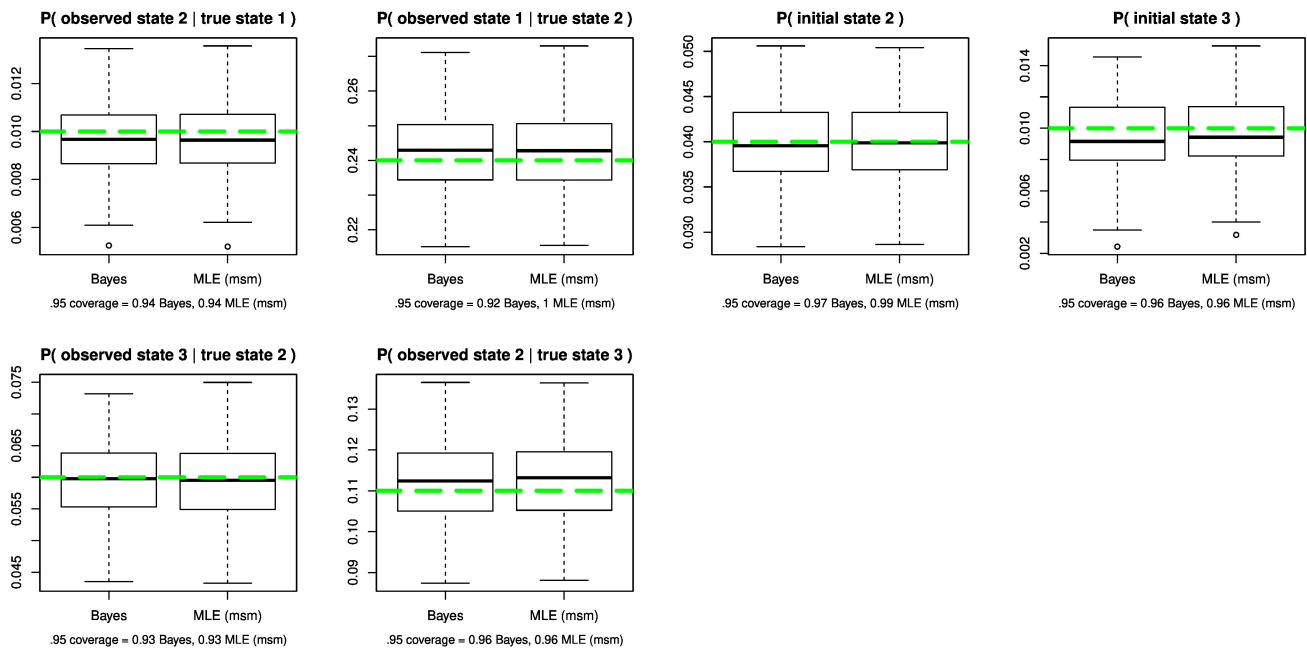 P( observed state 2 | true state 1 )
0.006 0.008 0.010 0.012
Bayes MLE (msm)
.95 coverage = 0.94 Bayes, 0.94 MLE (msm)
P( observed state 1 | true state 2 )
0.22 0.24 0.26
Bayes MLE (msm)
.95 coverage = 0.92 Bayes, 1 MLE (msm)
P( initial state 2 )
0.030 0.035 0.040 0.045 0.050
Bayes MLE (msm)
.95 coverage = 0.97 Bayes, 0.99 MLE (msm)
P( initial state 3 )
0.002 0.006 0.010 0.014
Bayes MLE (msm)
.95 coverage = 0.96 Bayes, 0.96 MLE (msm)
P( observed state 3 | true state 2 )
0.045 0.055 0.065 0.075
Bayes MLE (msm)
.95 coverage = 0.93 Bayes, 0.93 MLE (msm)
P( observed state 2 | true state 3 )
0.09 0.10 0.11 0.12 0.13
Bayes MLE (msm)
.95 coverage = 0.96 Bayes, 0.96 MLE (msm)